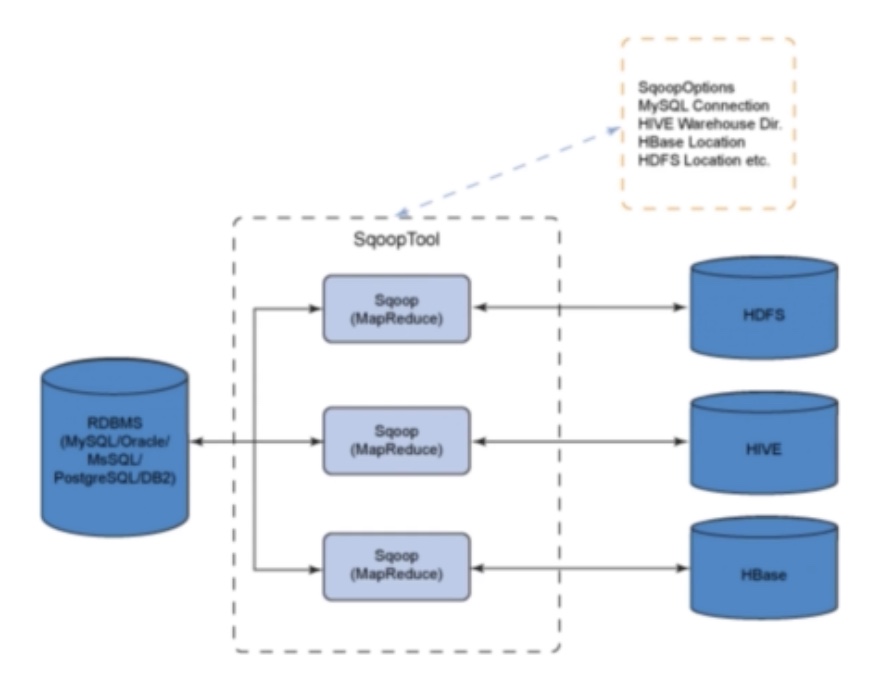 SqoopOptions
MySQL Connection
HIVE Warehouse Dir.
HBase Location
HDFS Location etc.
SqoopTool
Sqoop
(MapReduce)
HDFS
RDBMS
(MySQL/Oracle/
MsSQL/
PostgreSQL/DB2)
Sqoop
(MapReduce)
HIVE
Sqoop
(MapReduce)
HBase